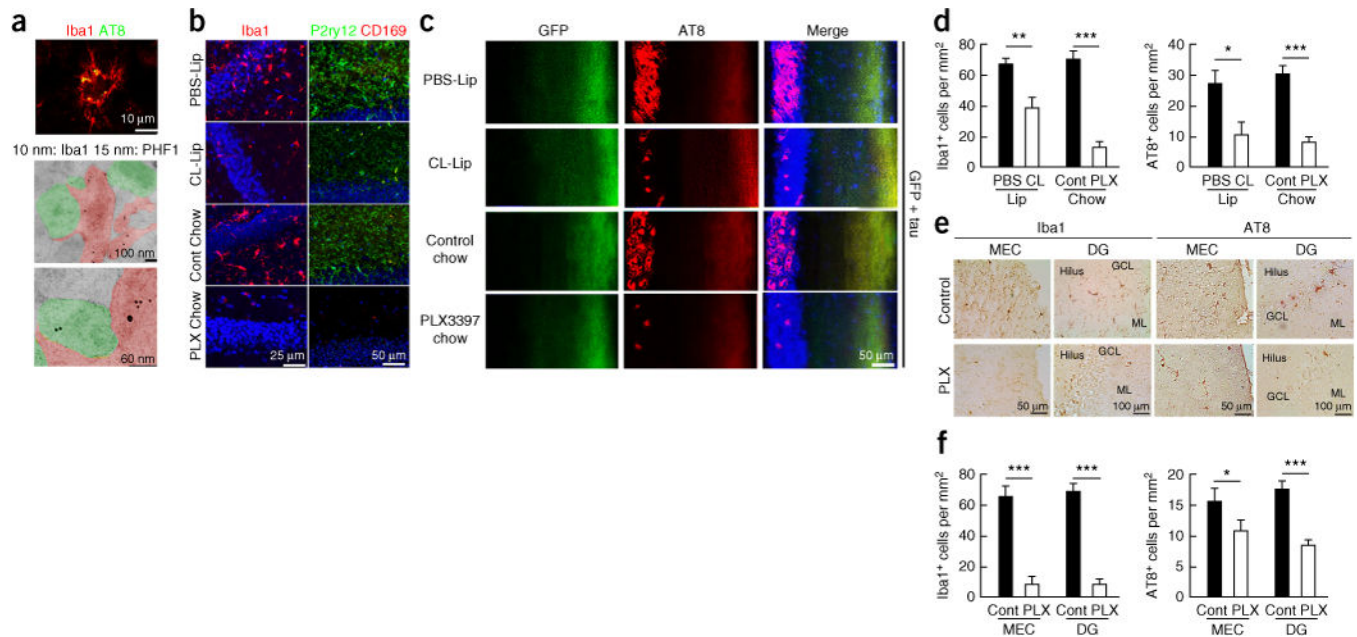 a
Iba1 AT8
10 µm
10 nm: Iba1 15 nm: PHF1
100 nm
60 nm
b
Iba1
P2ry12 CD169
PBS-Lip
CL-Lip
Cont Chow
PLX Chow
25 µm
50 µm
c
GFP
AT8
Merge
PBS-Lip
CL-Lip
Control
chow
PLX3397
chow
50 µm
GFP + tau
d
Iba1⁺ cells per mm²
80
60
40
20
0
**
***
PBS CL
Cont PLX
Lip
Chow
AT8⁺ cells per mm²
40
30
20
10
0
*
***
PBS CL
Cont PLX
Lip
Chow
e
Iba1
AT8
MEC
DG
MEC
DG
Control
Hilus
GCL
GCL
ML
Hilus
GCL
GCL
ML
PLX
50 µm
Hilus
GCL
GCL
ML
100 µm
50 µm
Hilus
GCL
ML
100 µm
f
Iba1⁺ cells per mm²
80
60
40
20
0
***
***
Cont PLX
Cont PLX
MEC
DG
AT8⁺ cells per mm²
20
15
10
5
0
*
***
Cont PLX
Cont PLX
MEC
DG